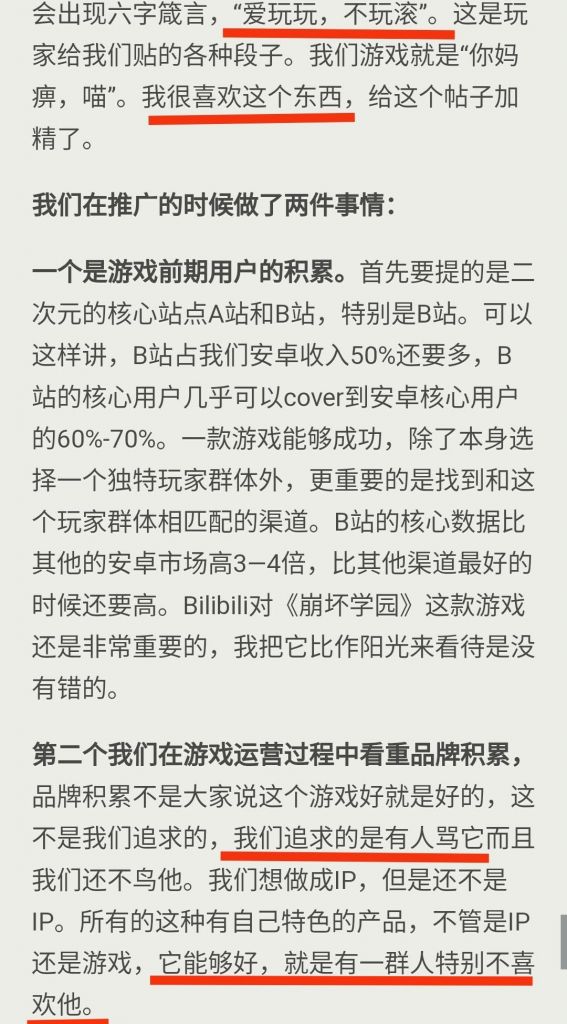 会出现六字箴言，“爱玩玩，不玩滚”。这是玩
家给我们贴的各种段子。我们游戏就是“你妈
痹，喵”。我很喜欢这个东西，给这个帖子加
精了。
我们在推广的时候做了两件事情：
一个是游戏前期用户的积累。首先要提的是二
次元的核心站点A站和B站，特别是B站。可以
这样讲，B站占我们安卓收入50%还要多，B
站的核心用户几乎可以cover到安卓核心用户
的60%-70%。一款游戏能够成功，除了本身选
择一个独特玩家群体外，更重要的是找到和这
个玩家群体相匹配的渠道。B站的核心数据比
其他的安卓市场高3—4倍，比其他渠道最好的
时候还要高。Bilibili对《崩坏学园》这款游戏
还是非常重要的，我把它比作阳光来看待是没
有错的。
第二个我们在游戏运营过程中看重品牌积累，
品牌积累不是大家说这个游戏好就是好的，这
不是我们追求的，我们追求的是有人骂它而且
我们还不鸟他。我们想做成IP，但是还不是
IP。所有的这种有自己特色的产品，不管是IP
还是游戏，它能够好，就是有一群人特别不喜
欢他。